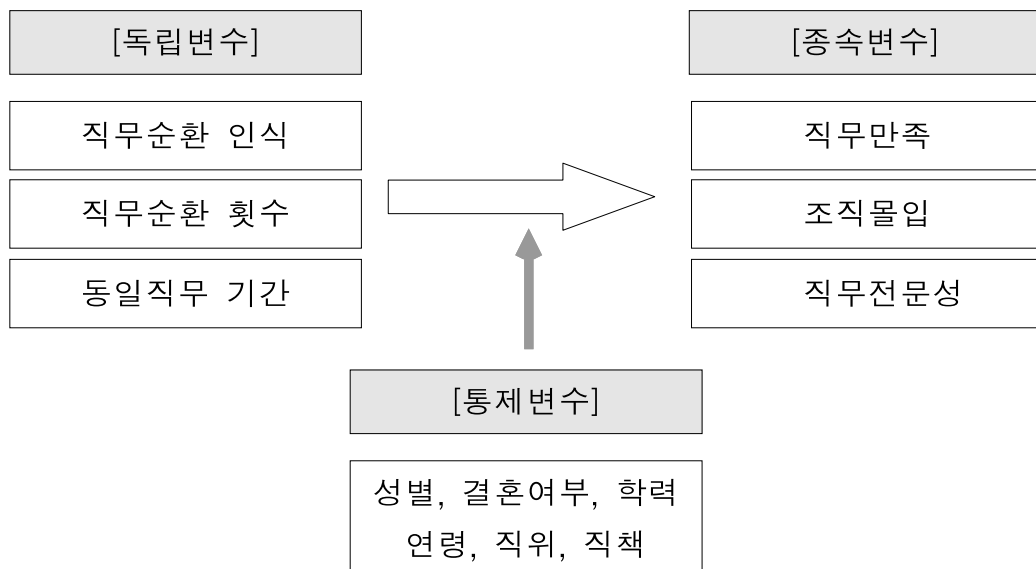 [독립변수]
[종속변수]
직무순환 인식
직무순환 횟수
동일직무 기간
직무만족
조직몰입
직무전문성
[통제변수]
성별, 결혼여부, 학력
연령, 직위, 직책